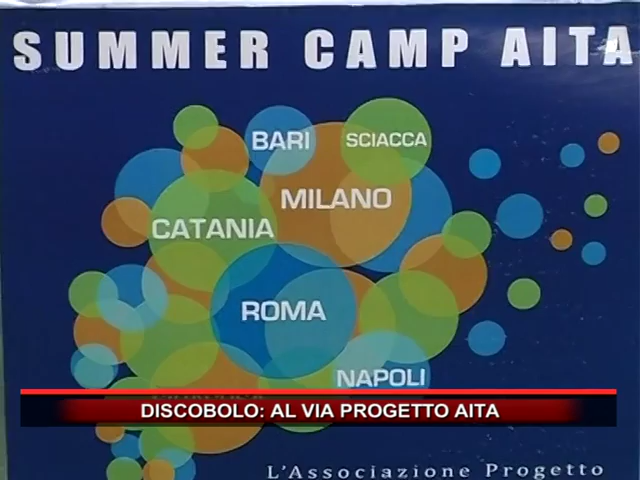 SUMMER CAMP AITA
BARI
SCIACCA
MILANO
CATANIA
ROMA
NAPOLI
DISCOBOLO: AL VIA PROGETTO AITA
L'Associazione Progetto